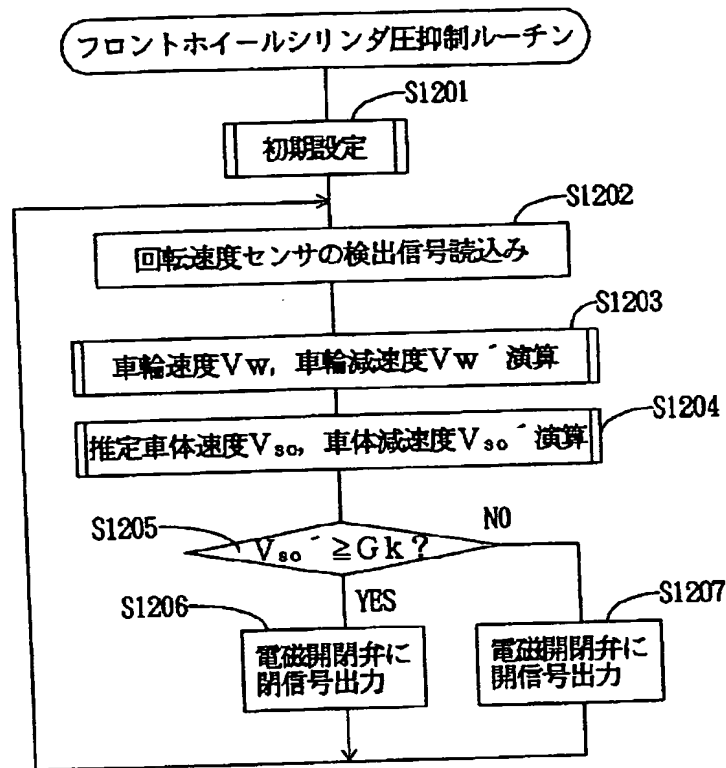 フロントホイールシリンダ圧抑制ルーチン
S1201
初期設定
S1202
回転速度センサの検出信号読込み
S1203
車輪速度Vw, 車輪減速度Vw´演算
S1204
推定車体速度Vso, 車体減速度Vso´演算
S1205
NO
Vso´≧Gk?
S1206
YES
S1207
電磁開閉弁に
閉信号出力
電磁開閉弁に
開信号出力